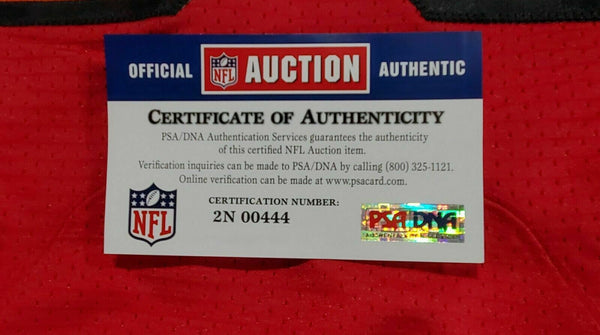 OFFICIAL NFL AUCTION AUTHENTIC
CERTIFICATE OF AUTHENTICITY
PSA/DNA Authentication Services guarantees the authenticity
of this certified NFL Auction item.
Verification inquiries can be made to PSA/DNA by calling (800) 325-1121.
Online verification can be made at www.psacard.com.
NFL
CERTIFICATION NUMBER:
2N 00444
PSA/DNA